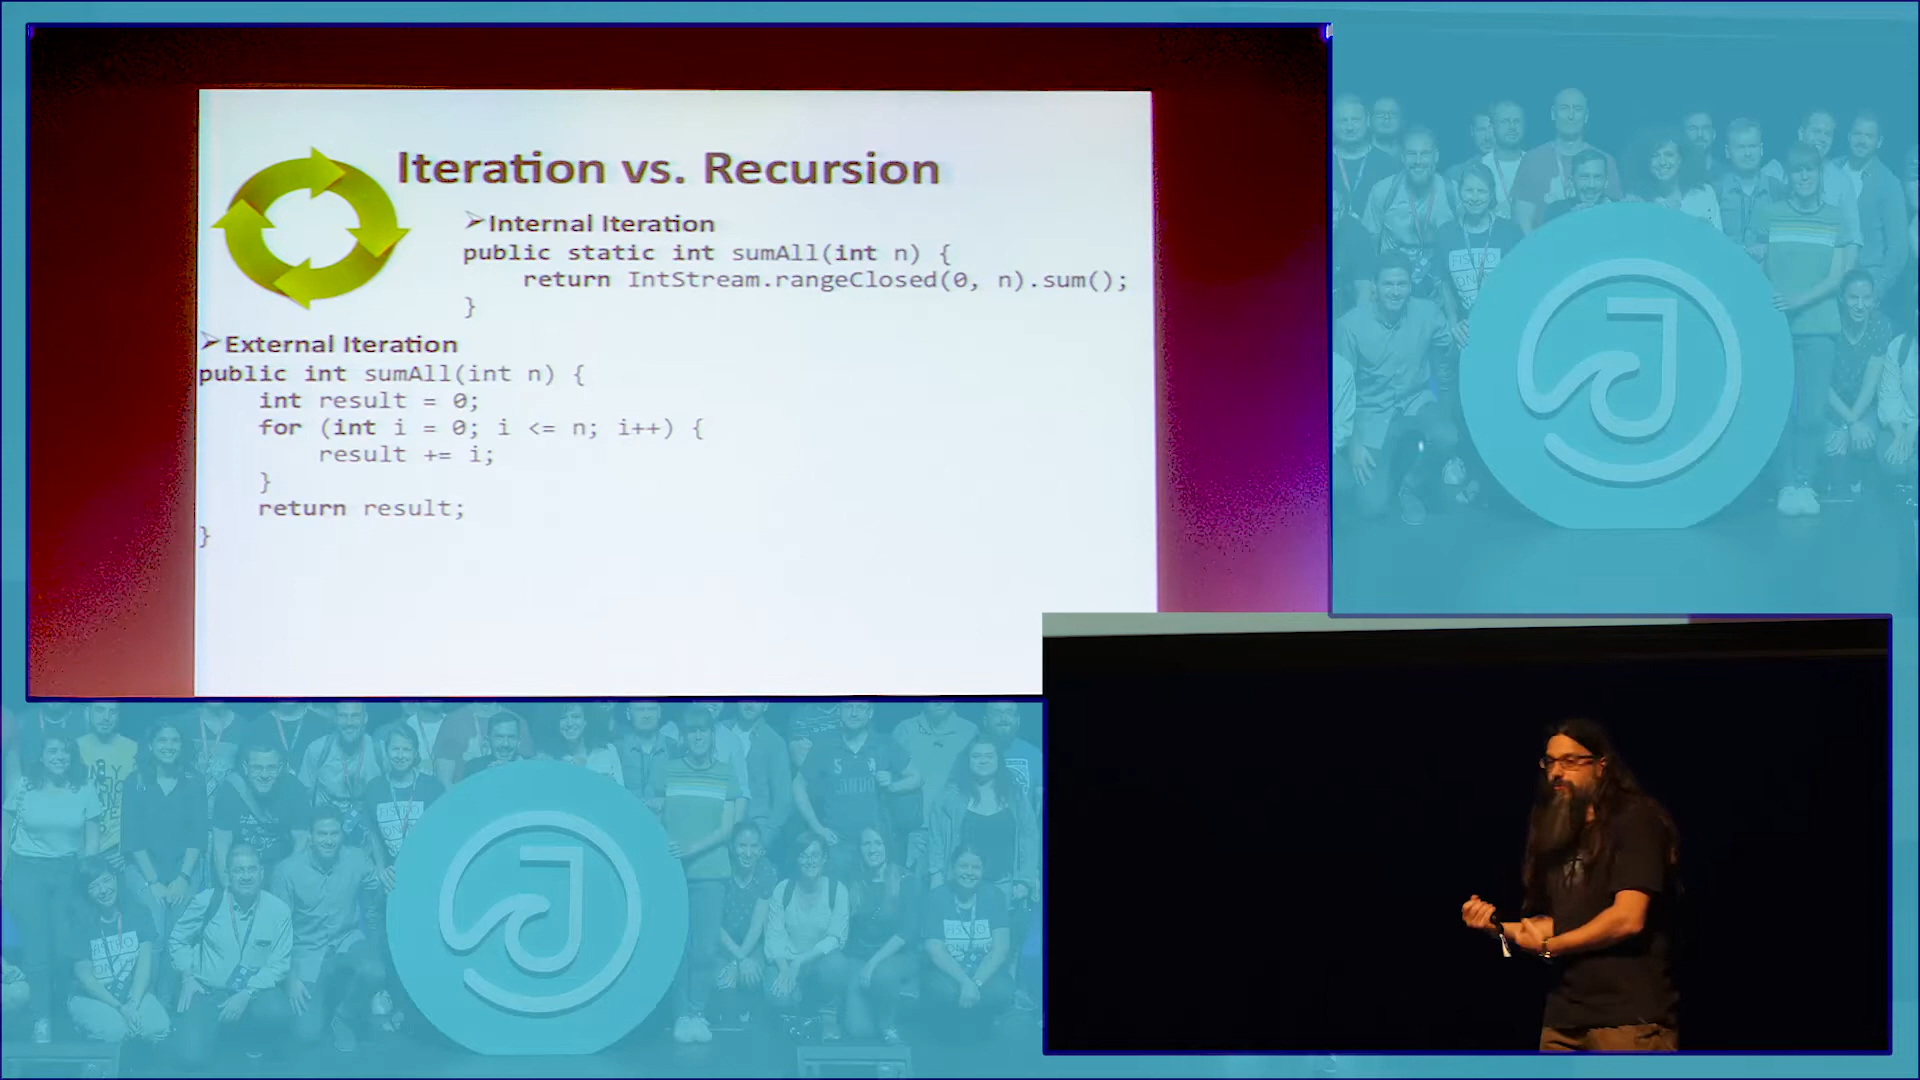 Iteration vs. Recursion
➢Internal Iteration
public static int sumAll(int n) {
return IntStream.rangeClosed(0, n).sum();
}
➢External Iteration
public int sumAll(int n) {
int result = 0;
for (int i = 0; i <= n; i++) {
result += i;
}
return result;
}